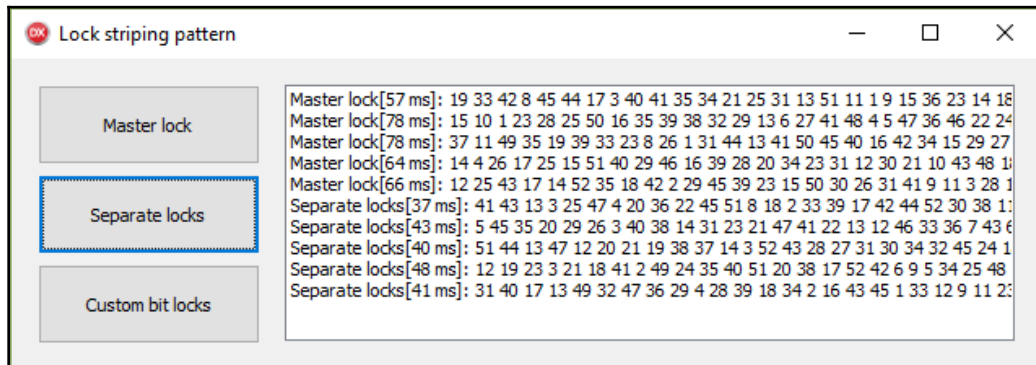 DX Lock striping pattern
Master lock
Separate locks
Custom bit locks
Master lock[57 ms]: 19 33 42 8 45 44 17 3 40 41 35 34 21 25 31 13 51 11 1 9 15 36 23 14 18
Master lock[78 ms]: 15 10 1 23 28 25 50 16 35 39 38 32 29 13 6 27 41 48 4 5 47 36 46 22 24
Master lock[78 ms]: 37 11 49 35 19 39 33 23 8 26 1 31 44 13 41 50 45 40 16 42 34 15 29 27
Master lock[64 ms]: 14 4 26 17 25 15 51 40 29 46 16 39 28 20 34 23 31 12 30 21 10 43 48
Master lock[66 ms]: 12 25 43 17 14 52 35 18 42 2 29 45 39 23 15 50 30 26 31 41 9 11 3 28
Separate locks[37 ms]: 41 43 13 3 25 47 4 20 36 22 45 51 8 18 2 33 39 17 42 44 52 30 38
Separate locks[43 ms]: 5 45 35 20 29 26 3 40 38 14 31 23 21 47 41 22 13 12 46 33 36 7 43
Separate locks[40 ms]: 51 44 13 47 12 20 21 19 38 37 14 3 52 43 28 27 31 30 34 32 45 24
Separate locks[48 ms]: 12 19 23 3 21 18 41 2 49 24 35 40 51 20 38 17 52 42 6 9 5 34 25 48
Separate locks[41 ms]: 31 40 17 13 49 32 47 36 29 4 28 39 18 34 2 16 43 45 1 33 12 9 11